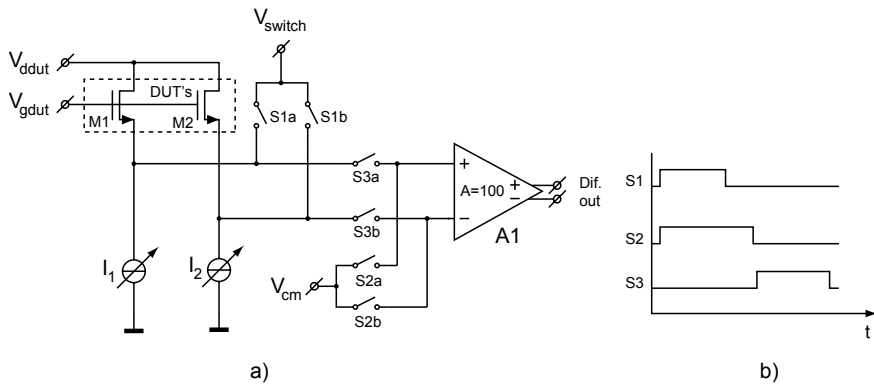 Vswitch
Vddut
Vgdut
DUT's
M1
M2
S1a
S1b
S3a
S3b
+
−
A=100
+
−
A1
Dif.
out
I1
I2
Vcm
S2a
S2b
a)
S1
S2
S3
t
b)